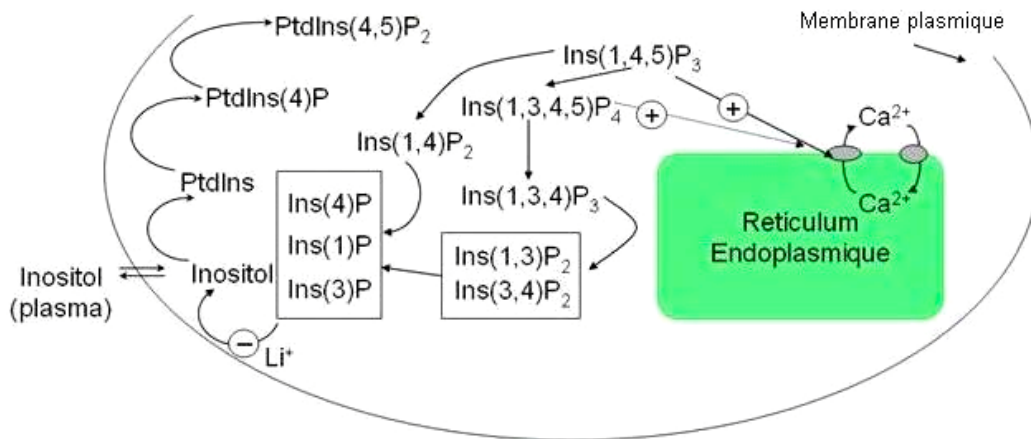 Membrane plasmique
PtdIns(4,5)P₂
Ins(1,4,5)P₃
PtdIns(4)P
Ins(1,3,4,5)P₄
+
+
Ca²⁺
Ins(1,4)P₂
PtdIns
Ins(1,3,4)P₃
Ca²⁺
Ins(4)P
Ins(1)P
Ins(3)P
Reticulum
Endoplasmique
Ins(1,3)P₂
Ins(3,4)P₂
Inositol
(plasma)
Inositol
−
Li⁺